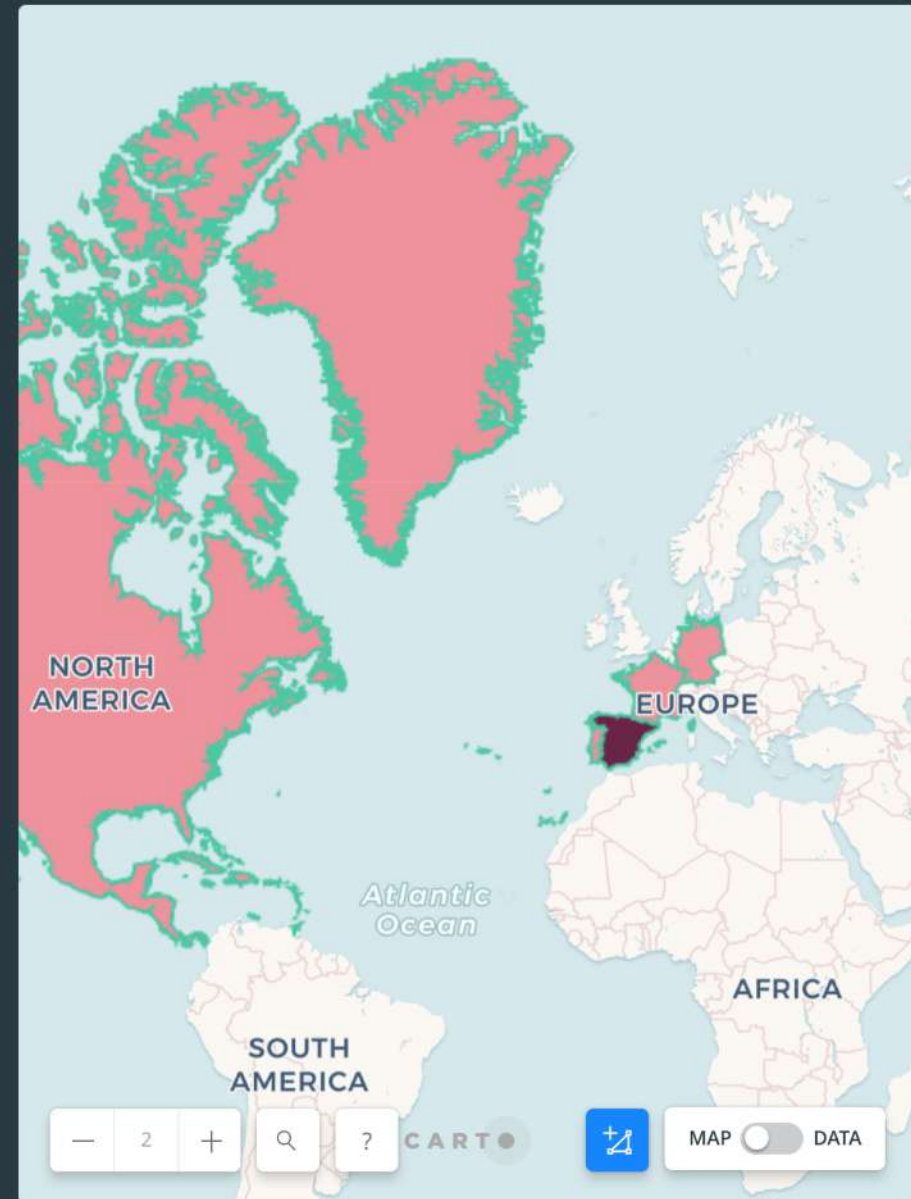 NORTH
AMERICA
EUROPE
Atlantic
Ocean
AFRICA
SOUTH
AMERICA
2
?
CARTO
MAP
DATA